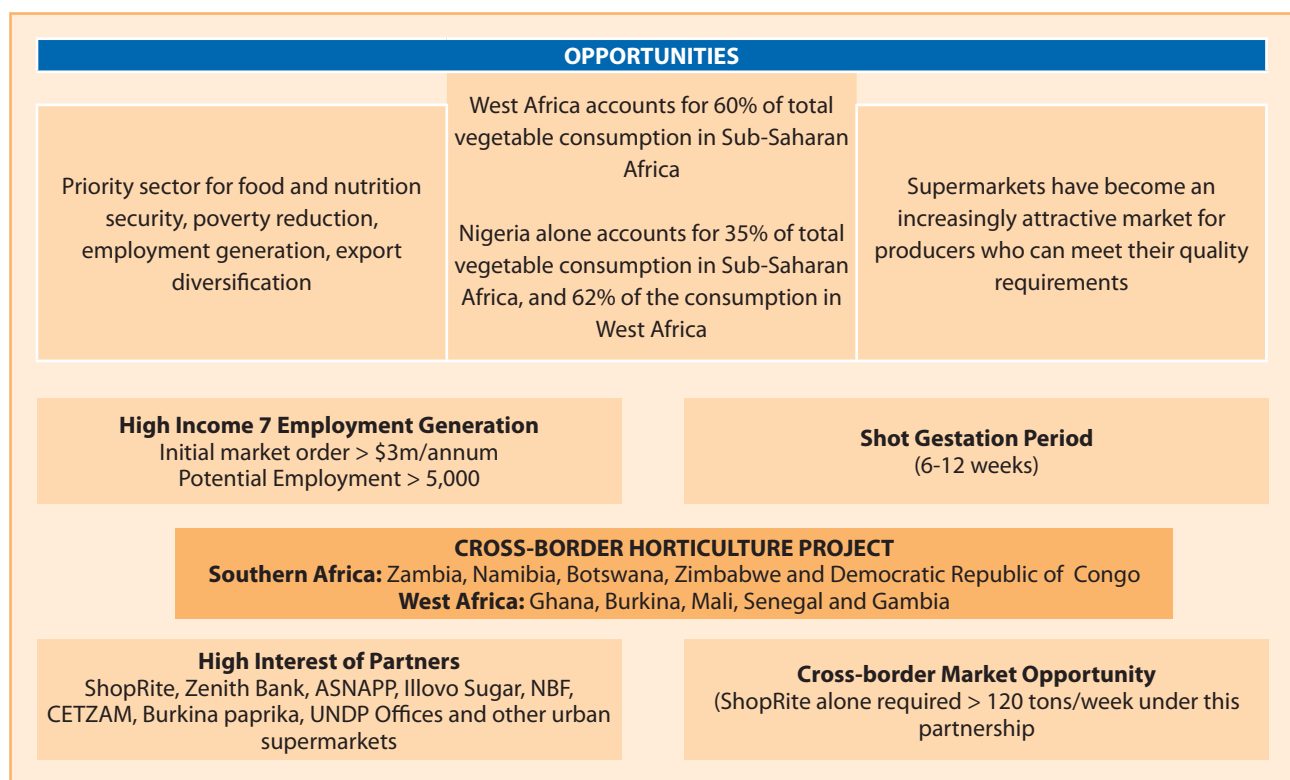 OPPORTUNITIES
Priority sector for food and nutrition
security, poverty reduction,
employment generation, export
diversification
West Africa accounts for 60% of total
vegetable consumption in Sub-Saharan
Africa
Nigeria alone accounts for 35% of total
vegetable consumption in Sub-Saharan
Africa, and 62% of the consumption in
West Africa
Supermarkets have become an
increasingly attractive market for
producers who can meet their quality
requirements
High Income 7 Employment Generation
Initial market order > $3m/annum
Potential Employment > 5,000
Shot Gestation Period
(6-12 weeks)
CROSS-BORDER HORTICULTURE PROJECT
Southern Africa: Zambia, Namibia, Botswana, Zimbabwe and Democratic Republic of Congo
West Africa: Ghana, Burkina, Mali, Senegal and Gambia
High Interest of Partners
ShopRite, Zenith Bank, ASNAPP, Illovo Sugar, NBF,
CETZAM, Burkina paprika, UNDP Offices and other urban
supermarkets
Cross-border Market Opportunity
(ShopRite alone required > 120 tons/week under this
partnership